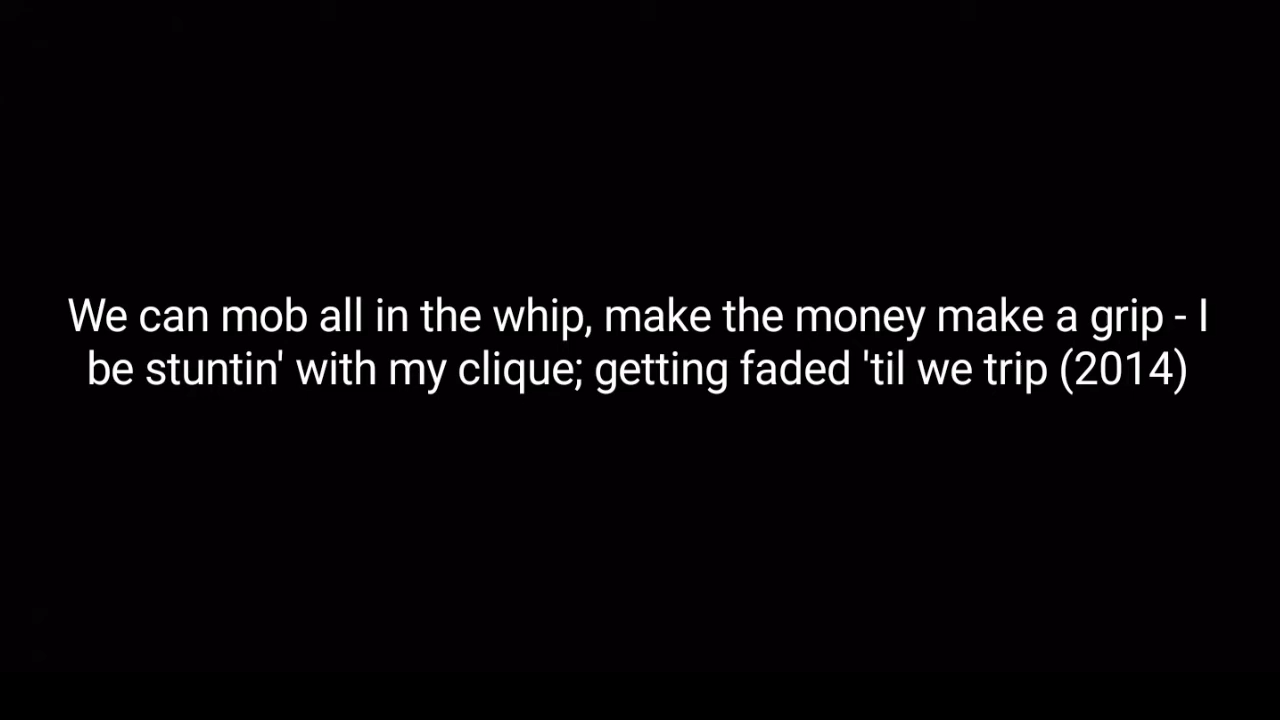 We can mob all in the whip, make the money make a grip - I
be stuntin' with my clique; getting faded 'til we trip (2014)